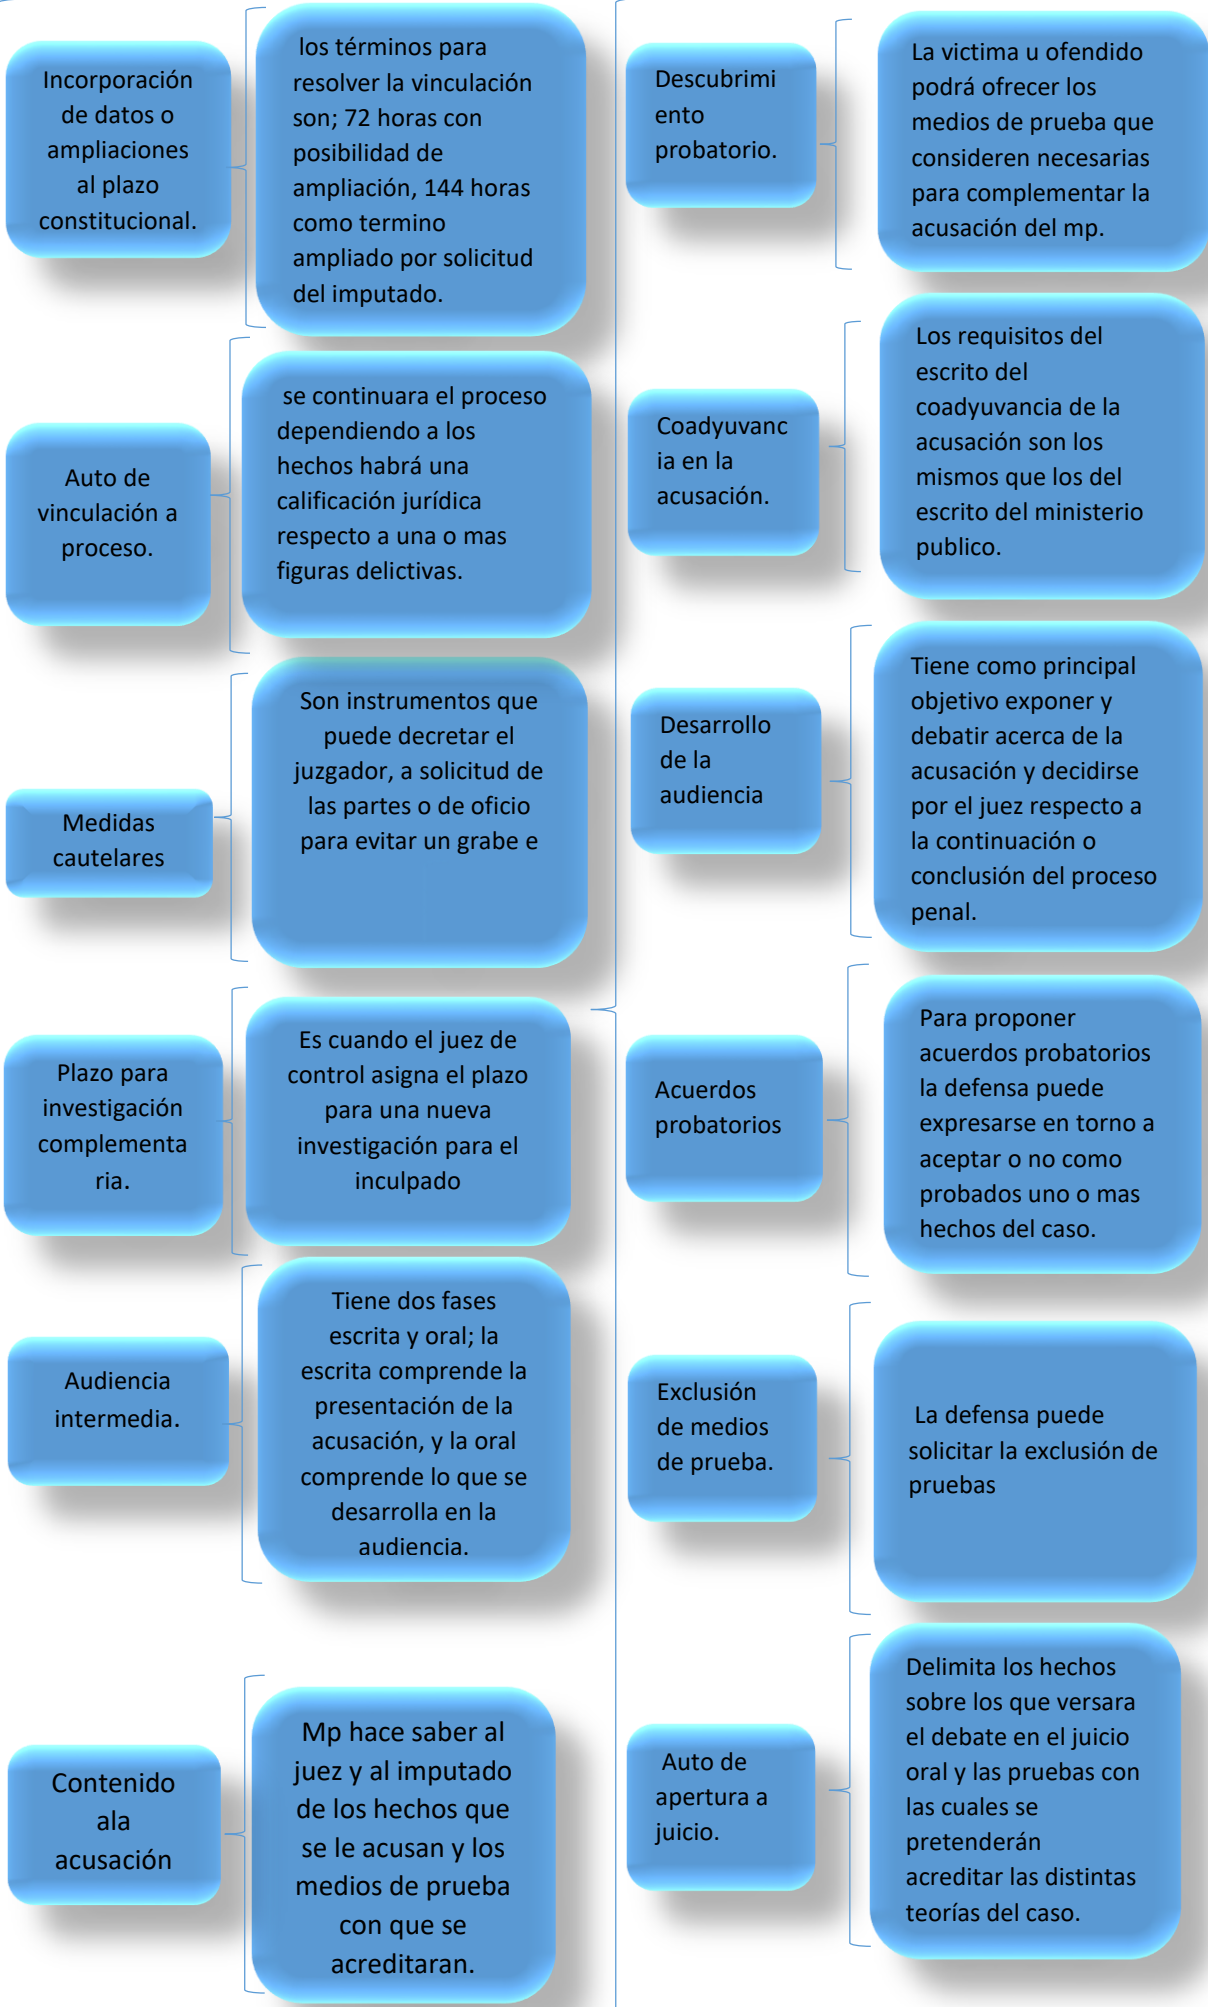 Incorporación
de datos o
ampliaciones
al plazo
constitucional.
los términos para
resolver la vinculación
son; 72 horas con
posibilidad de
ampliación, 144 horas
como termino
ampliado por solicitud
del imputado.
Auto de
vinculación a
proceso.
se continuara el proceso
dependiendo a los
hechos habrá una
calificación jurídica
respecto a una o mas
figuras delictivas.
Medidas
cautelares
Son instrumentos que
puede decretar el
juzgador, a solicitud de
las partes o de oficio
para evitar un grabe e
Plazo para
investigación
complementa
ria.
Es cuando el juez de
control asigna el plazo
para una nueva
investigación para el
inculpado
Audiencia
intermedia.
Tiene dos fases
escrita y oral; la
escrita comprende la
presentación de la
acusación, y la oral
comprende lo que se
desarrolla en la
audiencia.
Contenido
ala
acusación
Mp hace saber al
juez y al imputado
de los hechos que
se le acusan y los
medios de prueba
con que se
acreditaran.
Descubrimi
ento
probatorio.
La victima u ofendido
podrá ofrecer los
medios de prueba que
consideren necesarias
para complementar la
acusación del mp.
Coadyuvanc
ia en la
acusación.
Los requisitos del
escrito del
coadyuvancia de la
acusación son los
mismos que los del
escrito del ministerio
publico.
Desarrollo
de la
audiencia
Tiene como principal
objetivo exponer y
debatir acerca de la
acusación y decidirse
por el juez respecto a
la continuación o
conclusión del proceso
penal.
Acuerdos
probatorios
Para proponer
acuerdos probatorios
la defensa puede
expresarse en torno a
aceptar o no como
probados uno o mas
hechos del caso.
Exclusión
de medios
de prueba.
La defensa puede
solicitar la exclusión de
pruebas
Auto de
apertura a
juicio.
Delimita los hechos
sobre los que versara
el debate en el juicio
oral y las pruebas con
las cuales se
pretenderán
acreditar las distintas
teorías del caso.